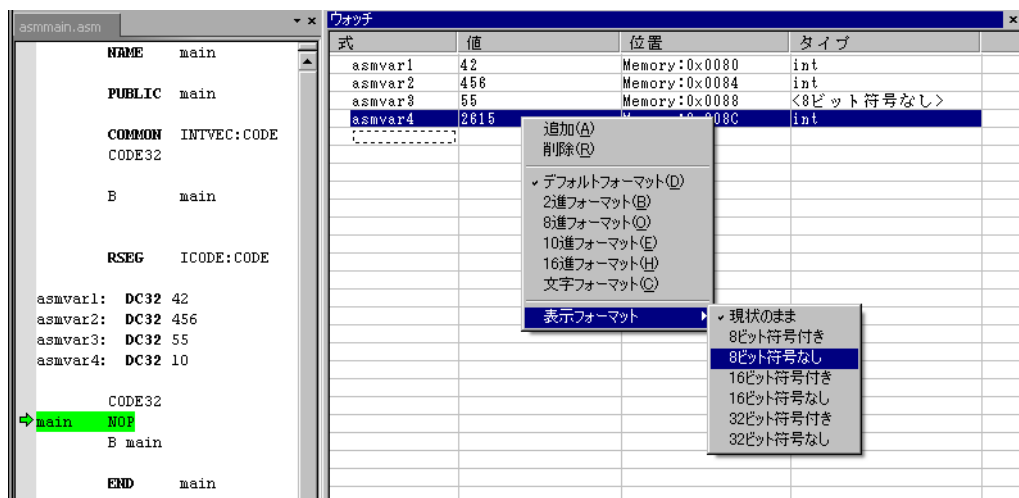 asmmain.asm
NAME main
PUBLIC main
COMMON INTVEC:CODE
CODE32
B main
RSEG ICODE:CODE
asmvar1: DC32 42
asmvar2: DC32 456
asmvar3: DC32 55
asmvar4: DC32 10
CODE32
main NOP
B main
END main
ウォッチ
式 値 位置 タイプ
asmvar1 42 Memory:0x0080 int
asmvar2 456 Memory:0x0084 int
asmvar3 55 Memory:0x0088 <8ビット符号なし>
asmvar4 2615 Memory:0x008C int
追加(A)
削除(R)
デフォルトフォーマット(D)
2進フォーマット(B)
8進フォーマット(O)
10進フォーマット(E)
16進フォーマット(H)
文字フォーマット(C)
表示フォーマット
現状のまま
8ビット符号付き
8ビット符号なし
16ビット符号付き
16ビット符号なし
32ビット符号付き
32ビット符号なし